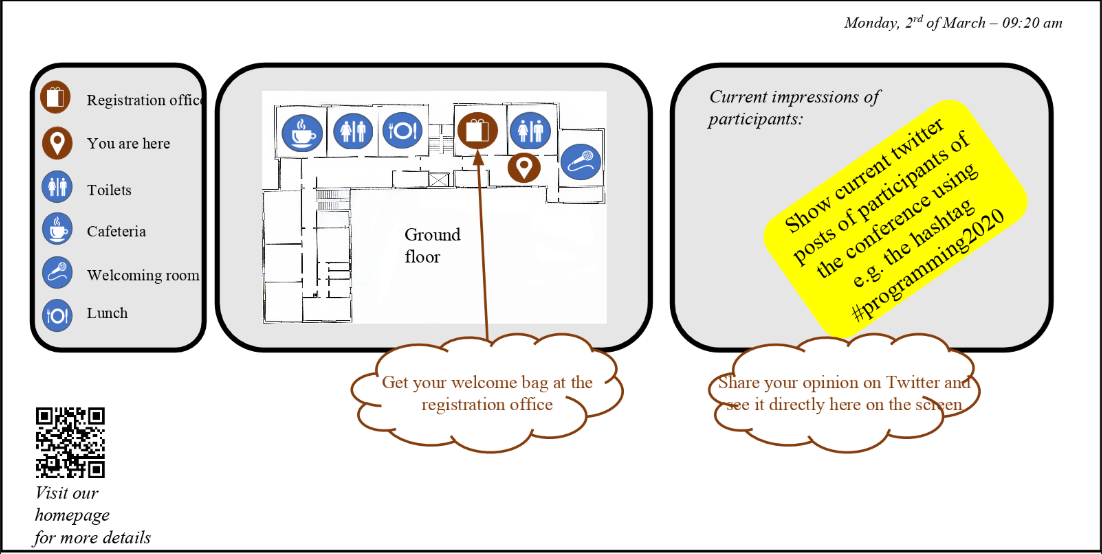 Monday, 2rd of March – 09:20 am
Registration office
You are here
Toilets
Cafeteria
Welcoming room
Lunch
Ground
floor
Get your welcome bag at the
registration office
Current impressions of
participants:
Show current twitter
posts of participants of
the conference using
e.g. the hashtag
#programming2020
Share your opinion on Twitter and
see it directly here on the screen
Visit our
homepage
for more details